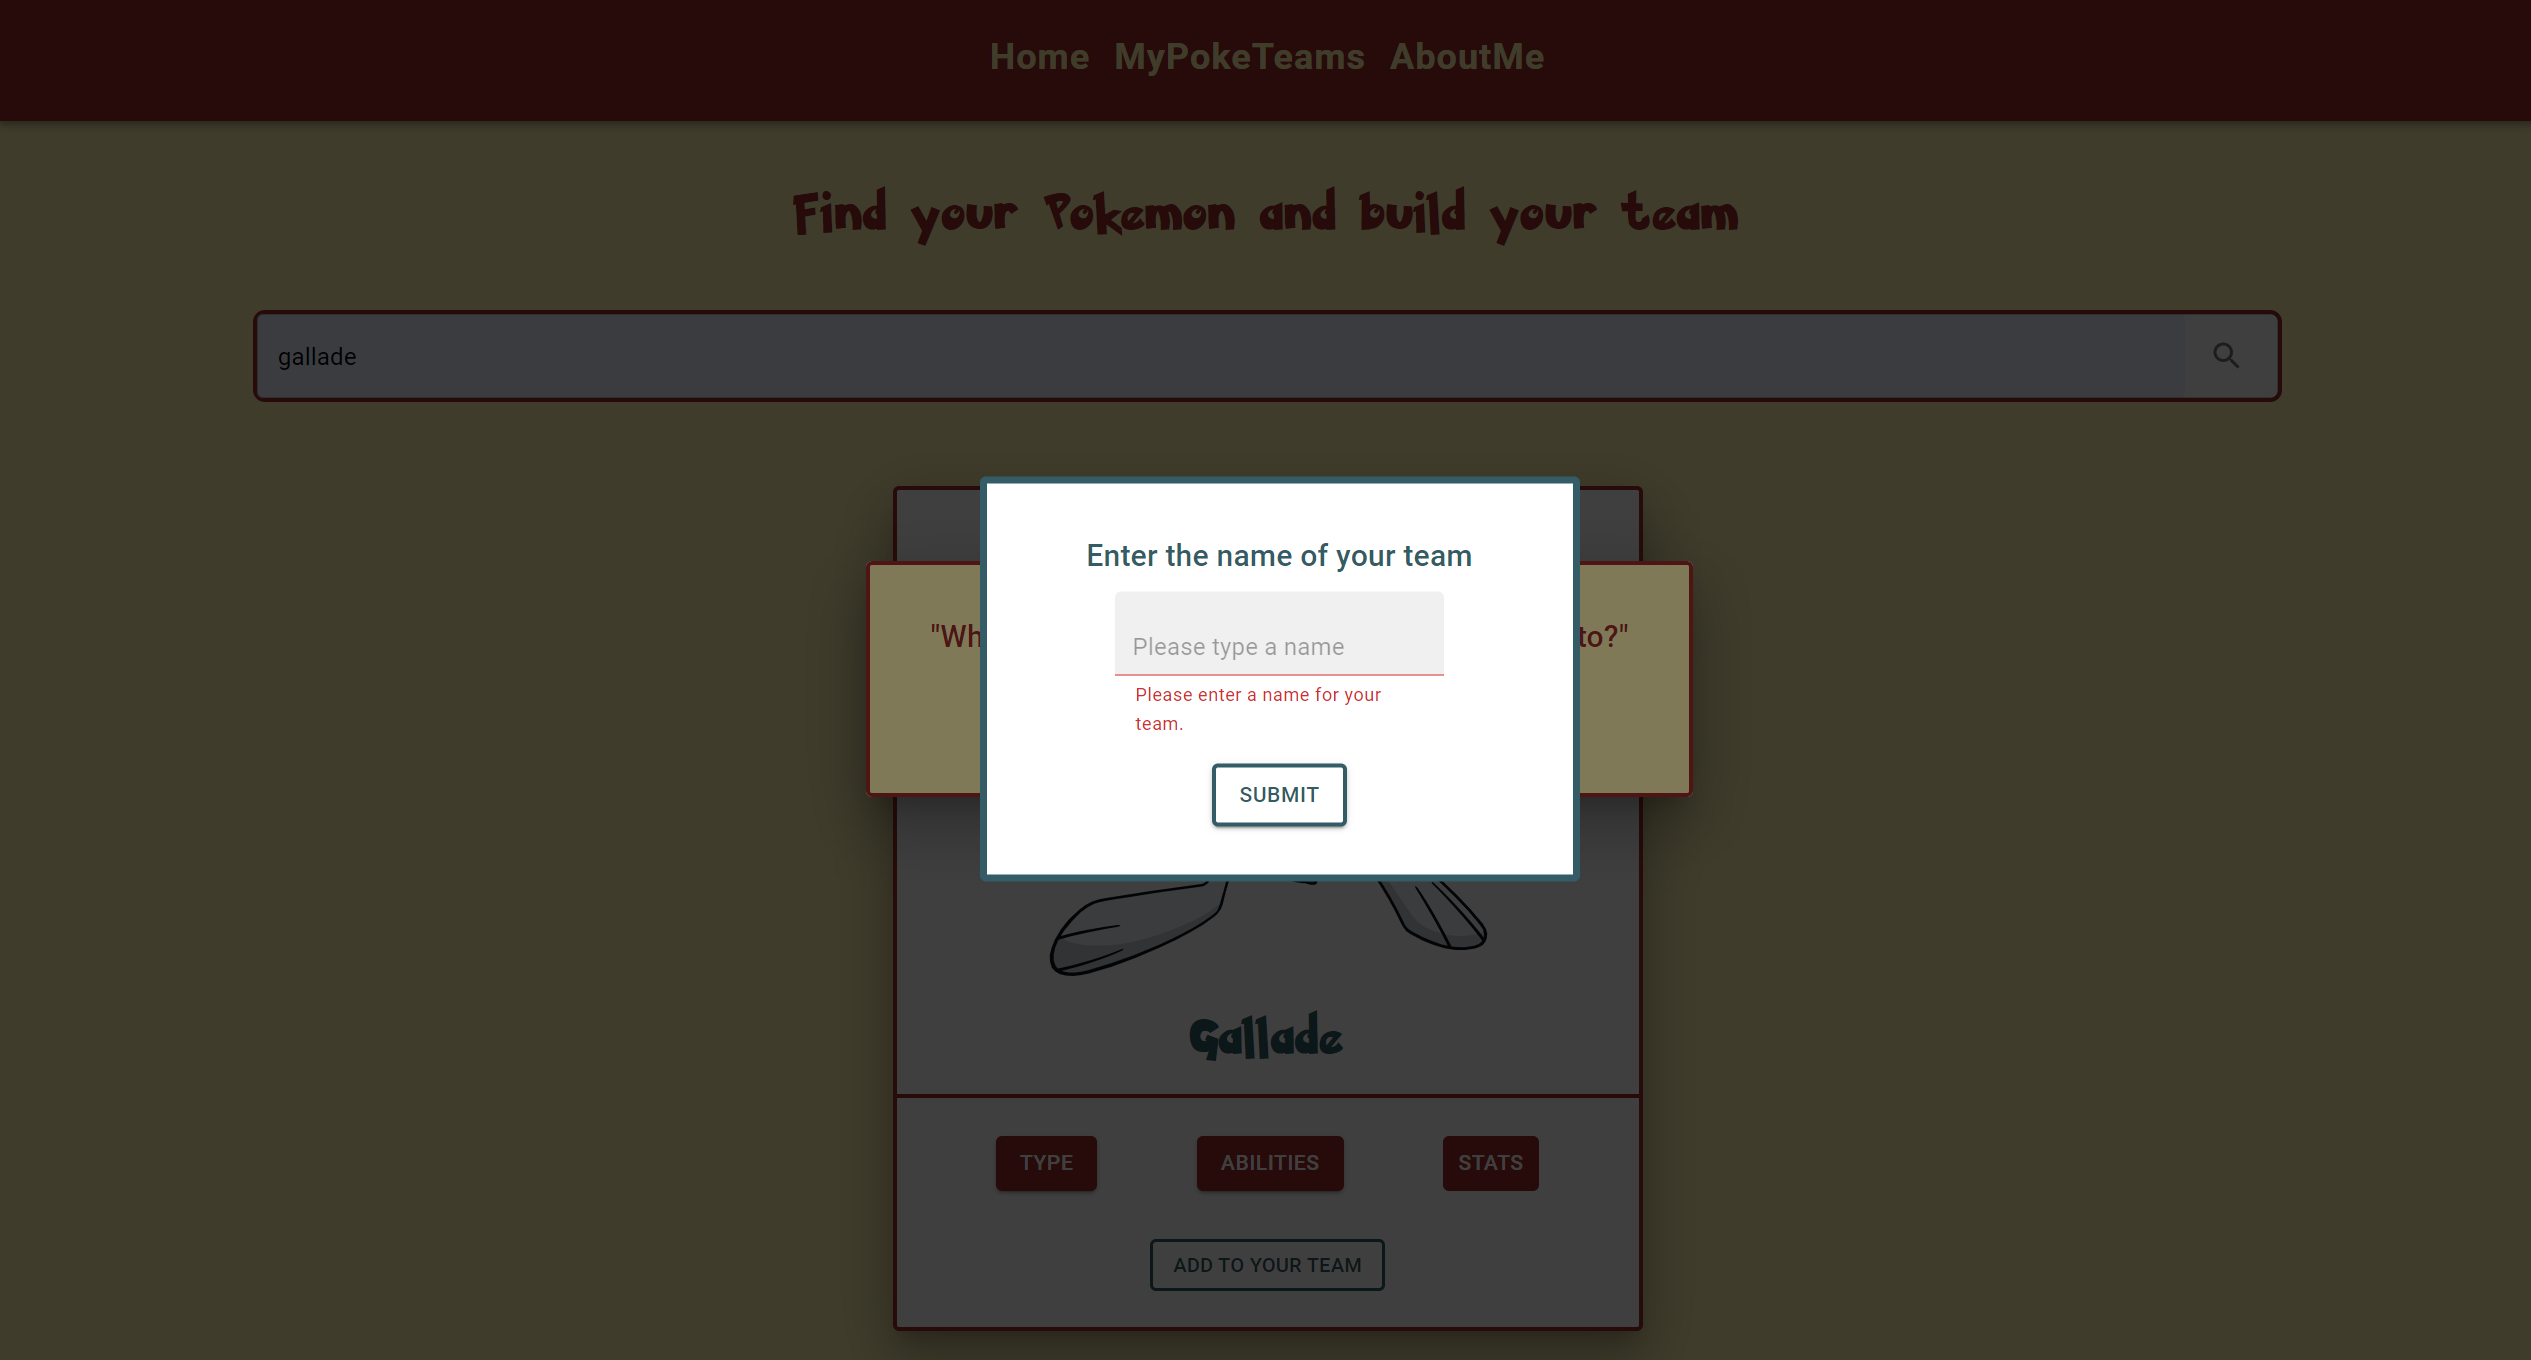 Home MyPokeTeams AboutMe
Find your Pokemon and build your team
gallade
Enter the name of your team
"Wh
to?"
Please type a name
Please enter a name for your
team.
SUBMIT
Gallade
TYPE ABILITIES STATS
ADD TO YOUR TEAM